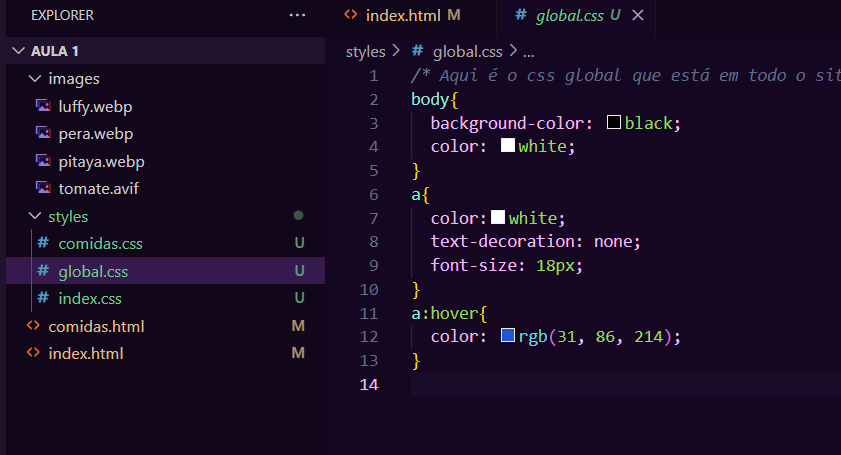 EXPLORER ···
AULA 1
images
luffy.webp
pera.webp
pitaya.webp
tomate.avif
styles
comidas.css U
global.css U
index.css U
comidas.html M
index.html M
index.html M
global.css U
styles > global.css > ...
1 /* Aqui é o css global que está em todo o sit
2 body{
3 background-color: black;
4 color: white;
5 }
6 a{
7 color: white;
8 text-decoration: none;
9 font-size: 18px;
10 }
11 a:hover{
12 color: rgb(31, 86, 214);
13 }
14